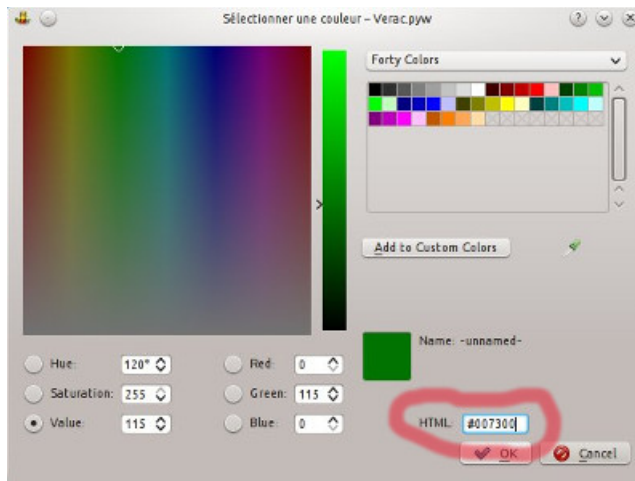 Sélectionner une couleur – Verac.pyw
Forty Colors
Add to Custom Colors
Name: -unnamed-
Hue: 120° Red: 0
Saturation: 255 Green: 115
Value: 115 Blue: 0
HTML: #007300
OK Cancel